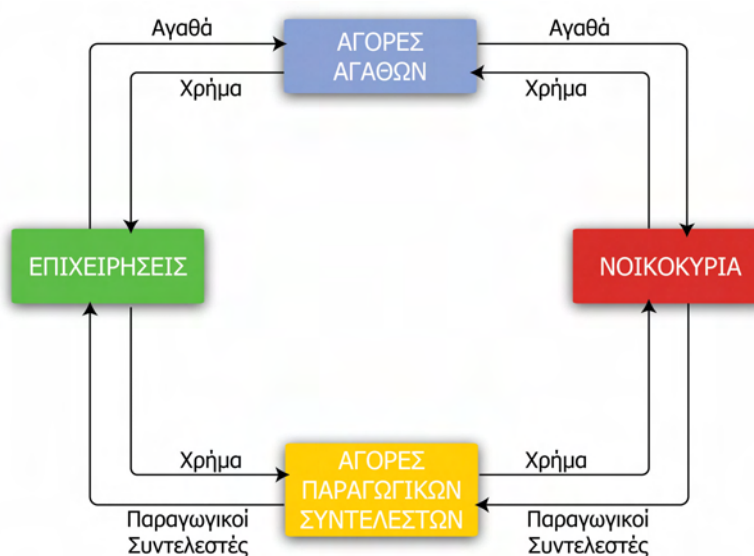 Αγαθά
ΑΓΟΡΕΣ
ΑΓΑΘΩΝ
Αγαθά
Χρήμα
Χρήμα
ΕΠΙΧΕΙΡΗΣΕΙΣ
ΝΟΙΚΟΚΥΡΙΑ
Χρήμα
ΑΓΟΡΕΣ
ΠΑΡΑΓΩΓΙΚΩΝ
ΣΥΝΤΕΛΕΣΤΩΝ
Χρήμα
Παραγωγικοί
Συντελεστές
Παραγωγικοί
Συντελεστές